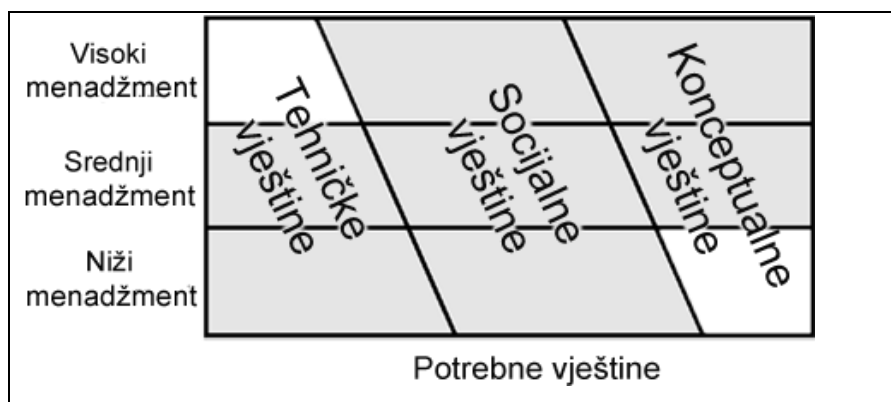 Visoki
menadžment
Srednji
menadžment
Niži
menadžment
Tehničke
vještine
Socijalne
vještine
Konceptualne
vještine
Potrebne vještine